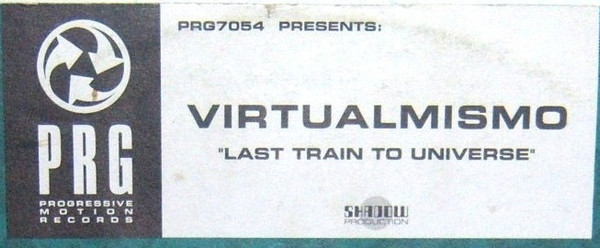 PRG7054 PRESENTS:
VIRTUALMISMO
"LAST TRAIN TO UNIVERSE"
SHADOW
PRODUCTION
PRG
PROGRESSIVE
MOTION
RECORDS